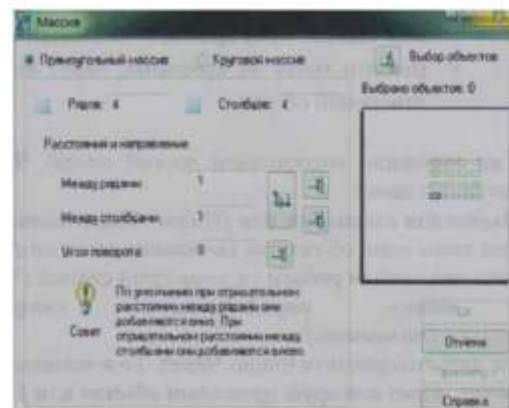 Массив
Прямоугольный массив
Круговой массив
Выбор объектов
Выбрано объектов: 0
Рядов: 4
Столбцов: 4
Расстояния и направление
Между рядами: 1
Между столбцами: 1
Угол поворота: 0
Совет
По умолчанию при отрицательном
расстоянии между рядами они
добавляются вниз. При
отрицательном расстоянии между
столбцами они добавляются влево.
Отмена
Справка